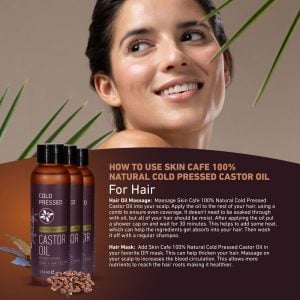 HOW TO USE SKIN CAFE 100%
NATURAL COLD PRESSED CASTOR OIL
For Hair
Hair Oil Massage: Massage Skin Cafe 100% Natural Cold Pressed
Castor Oil into your scalp. Apply the oil to the rest of your hair; using a
comb to ensure even coverage. It doesn't need to be soaked through
with oil, but all of your hair should be moist. After applying the oil put
a shower cap on and wait for 30 minutes. This helps to add some heat,
which can help the ingredients get absorb into your hair. Then wash
it off with a regular shampoo.
Hair Mask: Add Skin Cafe 100% Natural Cold Pressed Castor Oil in
your favorite DIY mask. This can help thicken your hair. Massage on
your scalp to increases the blood circulation. This allows more
nutrients to reach the hair roots making it healthier.
COLD
PRESSED
CASTOR
OIL